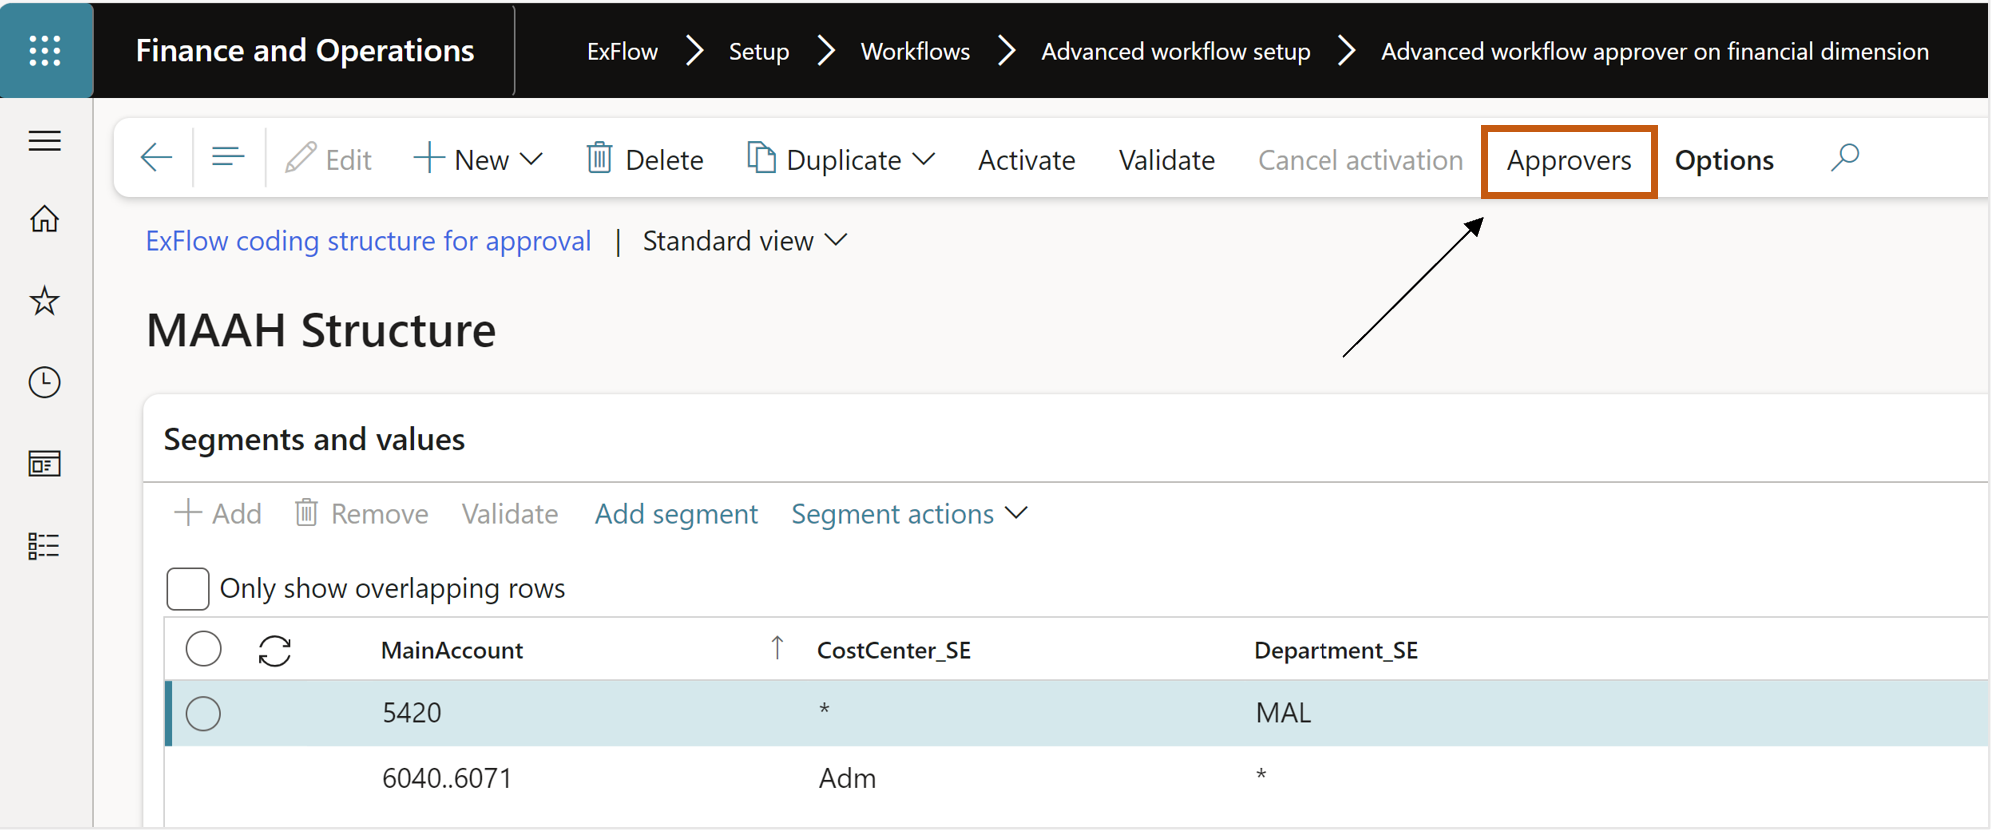 Finance and Operations ExFlow Setup Workflows Advanced workflow setup Advanced workflow approver on financial dimension
Edit New Delete Duplicate Activate Validate Cancel activation Approvers Options
ExFlow coding structure for approval | Standard view
MAAH Structure
Segments and values
Add Remove Validate Add segment Segment actions
Only show overlapping rows
MainAccount CostCenter_SE Department_SE
5420 * MAL
6040..6071 Adm *